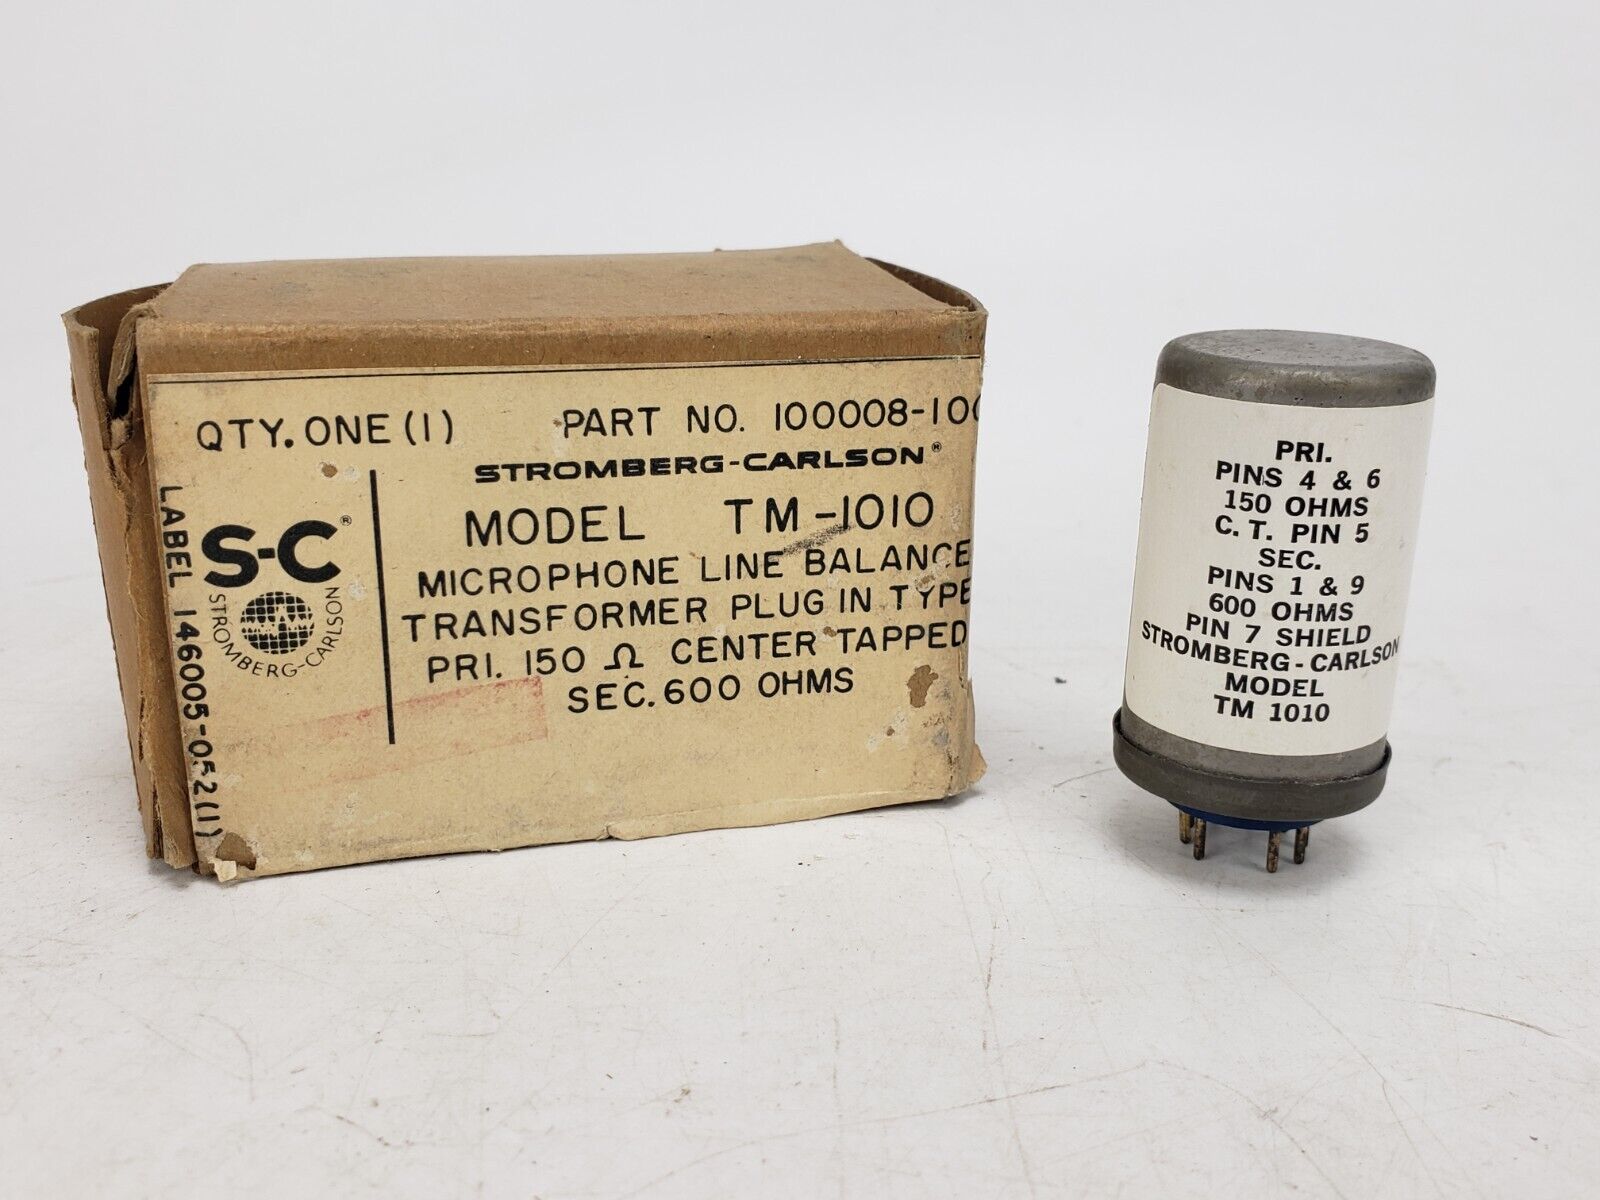 QTY. ONE (1) PART NO. 100008-10
STROMBERG-CARLSON®
MODEL TM-1010
MICROPHONE LINE BALANCE
TRANSFORMER PLUG IN TYPE
PRI. 150 Ω CENTER TAPPED
SEC. 600 OHMS
LABEL 146005-052(1)
S-C®
STROMBERG-CARLSON
PRI.
PINS 4 & 6
150 OHMS
C. T. PIN 5
SEC.
PINS 1 & 9
600 OHMS
PIN 7 SHIELD
STROMBERG-CARLSON
MODEL
TM 1010